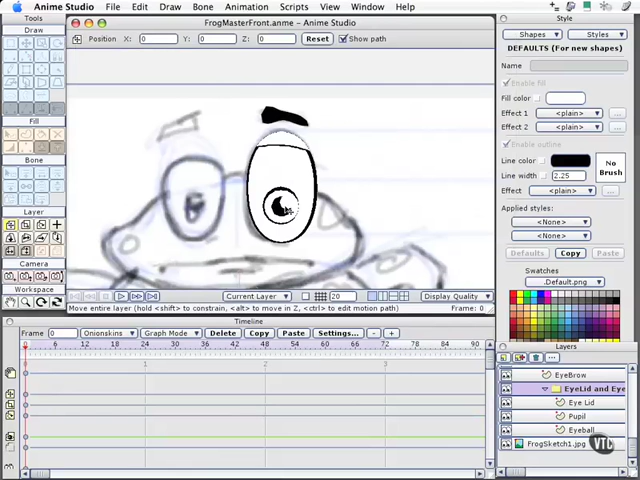 Anime Studio File Edit Draw Bone Animation Scripts View Window Help
Tools
Draw
Fill
Bone
Layer
Camera
Workspace
FrogMasterFront.anme - Anime Studio
Position X: 0 Y: 0 Z: 0 Reset Show path
Current Layer 20 Display Quality
Move entire layer (hold <shift> to constrain, <alt> to move in Z, <ctrl> to edit motion path) Frame: 0
Style
Shapes Styles
DEFAULTS (For new shapes)
Name
Enable fill
Fill color
Effect 1 <plain> ...
Effect 2 <plain> ...
Enable outline
Line color
Line width 2.25
No Brush
Effect <plain> ...
Applied styles:
<None>
<None>
Defaults Copy Paste
Swatches
.Default.png
Timeline
Frame 0 Onionskins Graph Mode Delete Copy Paste Settings... - +
0 6 12 18 24 30 36 42 48 54 60 66 72 78 84 90
1 2 3
Layers
EyeBrow
EyeLid and Eye
Eye Lid
Pupil
Eyeball
FrogSketch1.jpg
VTC